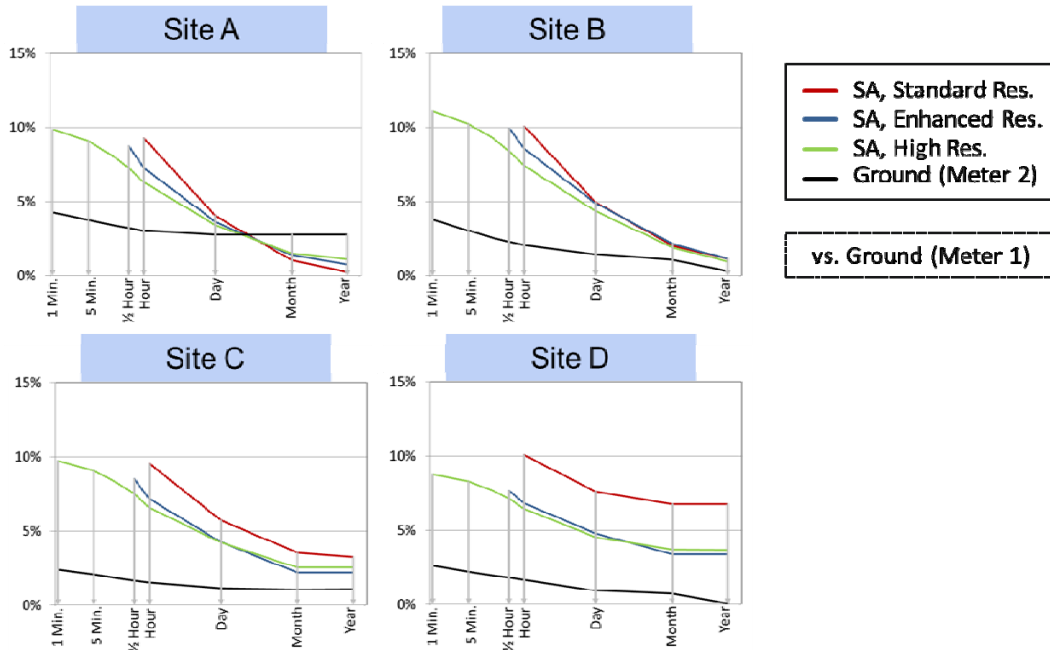 Site A
15%
10%
5%
0%
1 Min.
5 Min.
½ Hour
Hour
Day
Month
Year
Site B
15%
10%
5%
0%
1 Min.
5 Min.
½ Hour
Hour
Day
Month
Year
SA, Standard Res.
SA, Enhanced Res.
SA, High Res.
Ground (Meter 2)
vs. Ground (Meter 1)
Site C
15%
10%
5%
0%
1 Min.
5 Min.
½ Hour
Hour
Day
Month
Year
Site D
15%
10%
5%
0%
1 Min.
5 Min.
½ Hour
Hour
Day
Month
Year